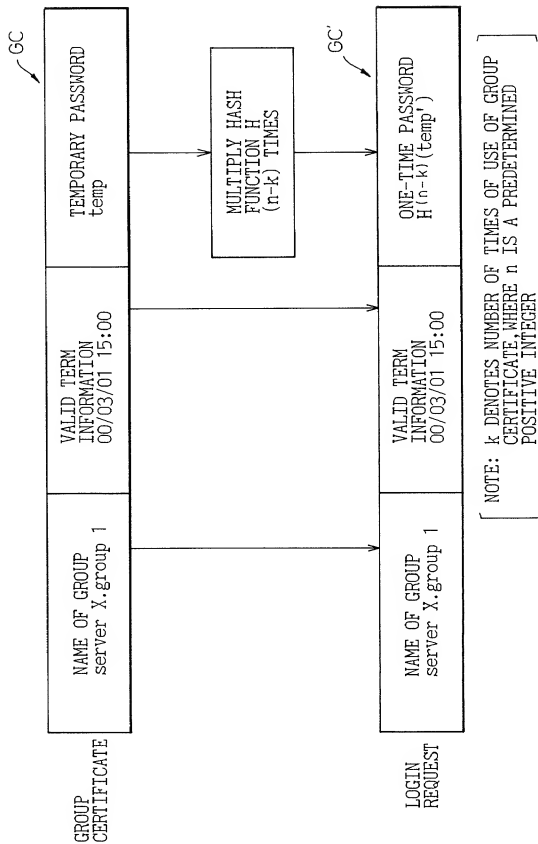 GC
GROUP
CERTIFICATE
NAME OF GROUP
server X.group 1
VALID TERM
INFORMATION
00/03/01 15:00
TEMPORARY PASSWORD
temp
MULTIPLY HASH
FUNCTION H
(n-k) TIMES
GC'
LOGIN
REQUEST
NAME OF GROUP
server X.group 1
VALID TERM
INFORMATION
00/03/01 15:00
ONE-TIME PASSWORD
H(n-k)(temp')
NOTE: k DENOTES NUMBER OF TIMES OF USE OF GROUP
CERTIFICATE,WHERE n IS A PREDETERMINED
POSITIVE INTEGER